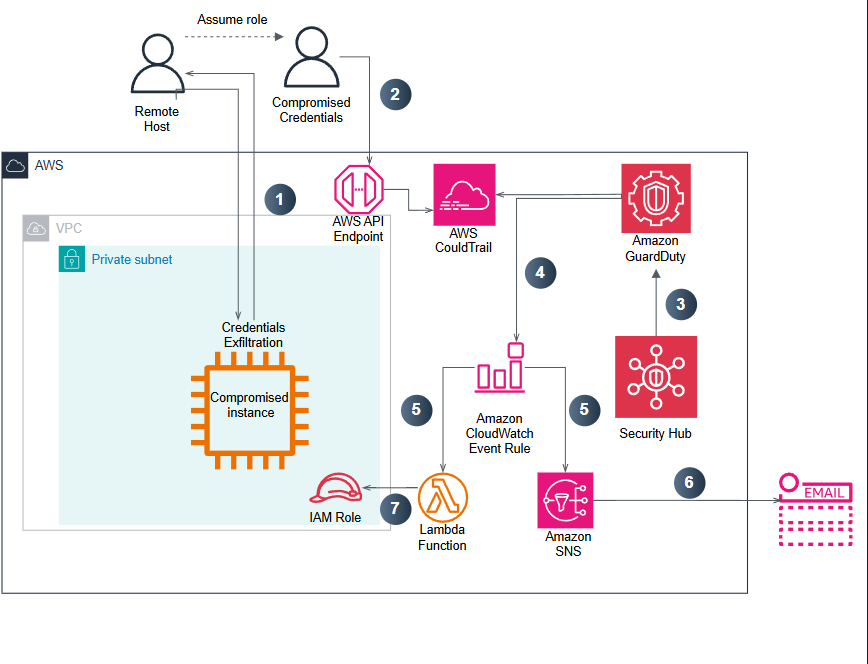 Assume role
Remote
Host
Compromised
Credentials
2
AWS
1
AWS API
Endpoint
AWS
CouldTrail
Amazon
GuardDuty
VPC
Private subnet
4
3
Credentials
Exfiltration
Compromised
instance
5
Amazon
CloudWatch
Event Rule
5
Security Hub
6
EMAIL
IAM Role
7
Lambda
Function
Amazon
SNS